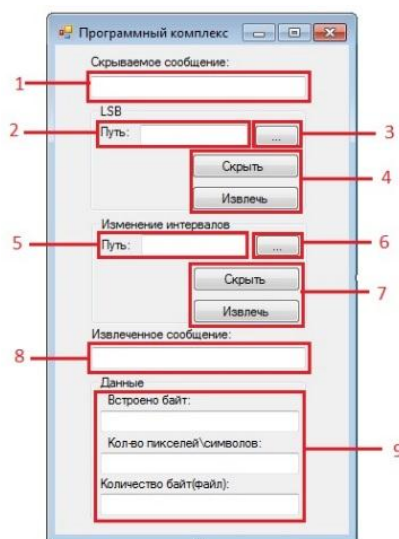 Программный комплекс
Скрываемое сообщение:
1
LSB
2 Путь: ... 3
Скрыть
4
Извлечь
Изменение интервалов
5 Путь: ... 6
Скрыть
7
Извлечь
Извлеченное сообщение:
8
Данные
Встроено байт:
Кол-во пикселей\символов:
9
Количество байт(файл):